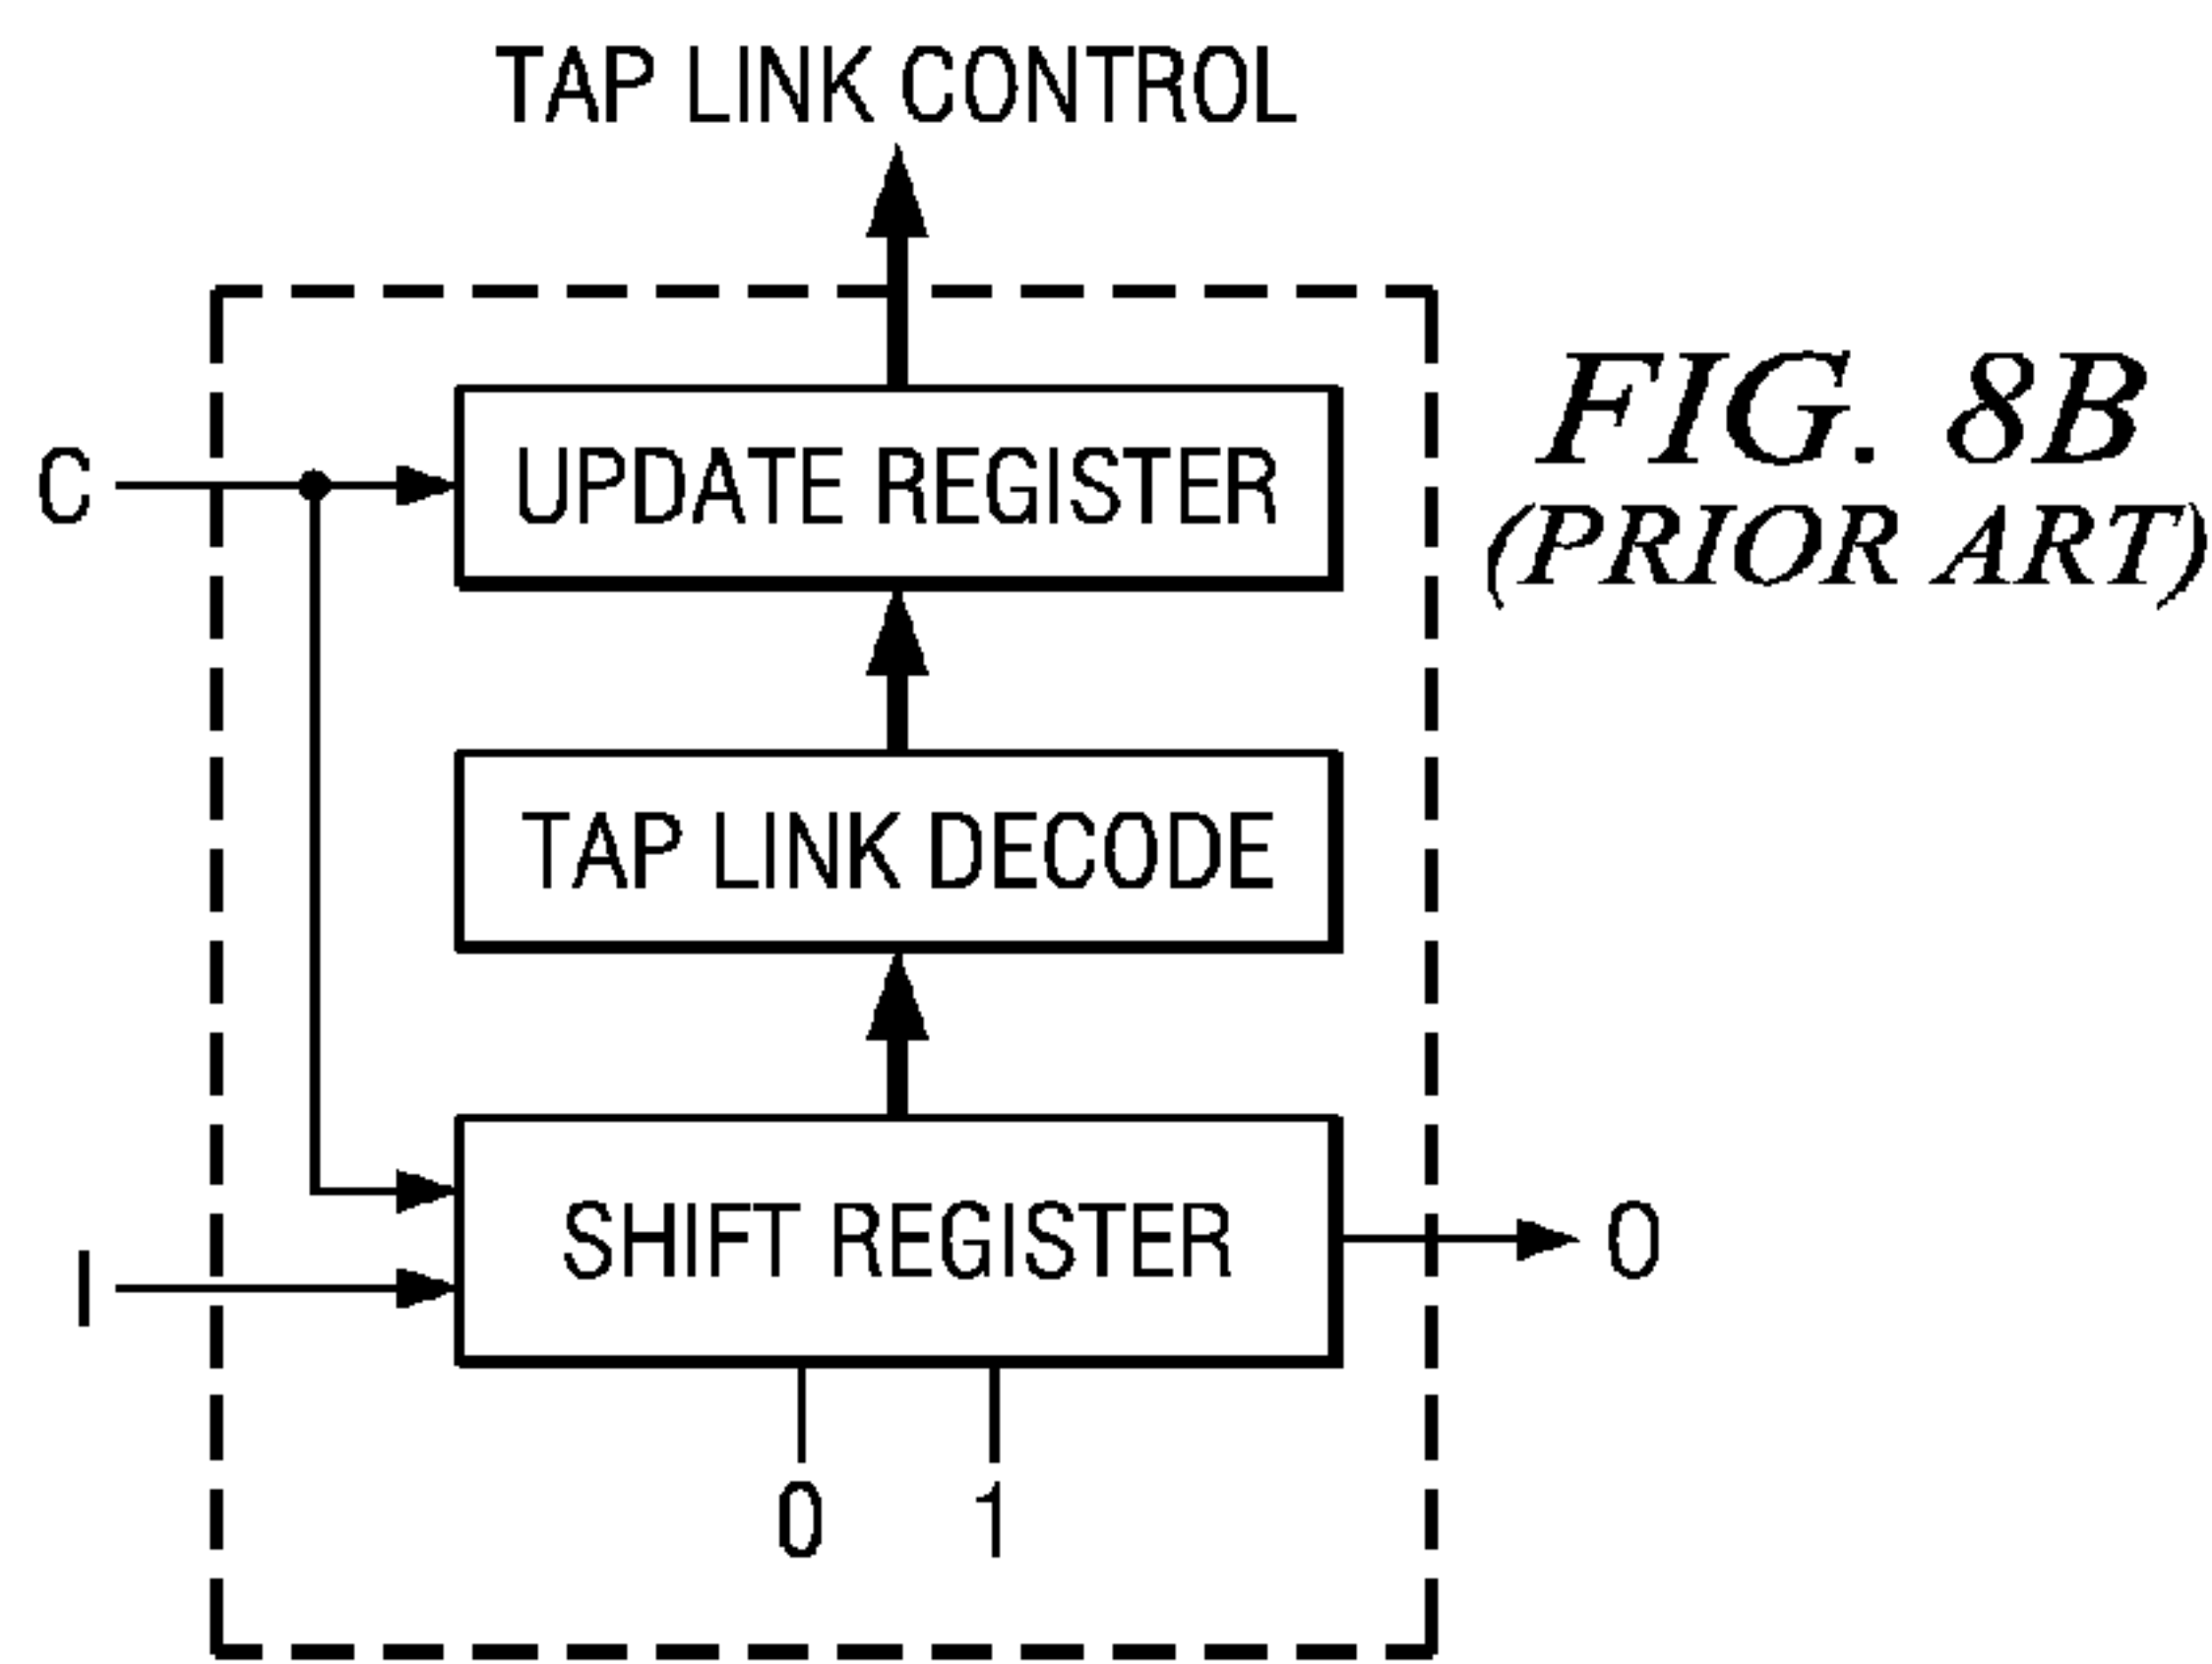 TAP LINK CONTROL
FIG. 8B
(PRIOR ART)
C
UPDATE REGISTER
TAP LINK DECODE
SHIFT REGISTER
I
O
0 1